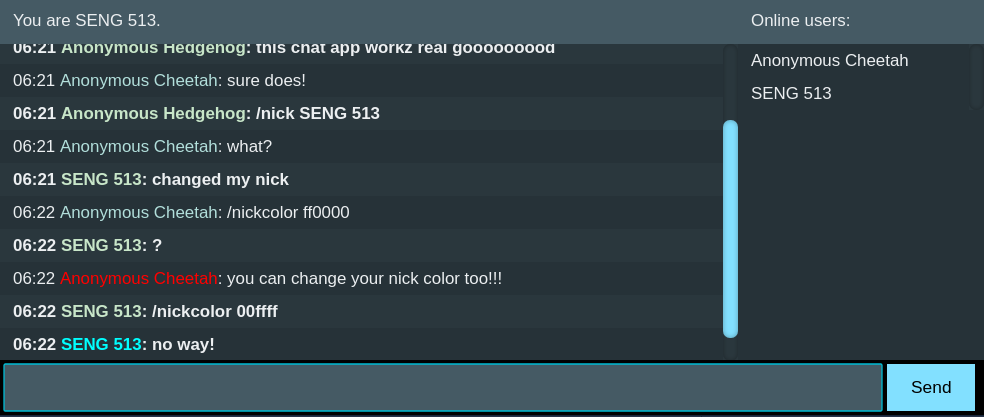 You are SENG 513.
Online users:
06:21 Anonymous Hedgehog: this chat app workz real goooooooood
06:21 Anonymous Cheetah: sure does!
06:21 Anonymous Hedgehog: /nick SENG 513
06:21 Anonymous Cheetah: what?
06:21 SENG 513: changed my nick
06:22 Anonymous Cheetah: /nickcolor ff0000
06:22 SENG 513: ?
06:22 Anonymous Cheetah: you can change your nick color too!!!
06:22 SENG 513: /nickcolor 00ffff
06:22 SENG 513: no way!
Anonymous Cheetah
SENG 513
Send